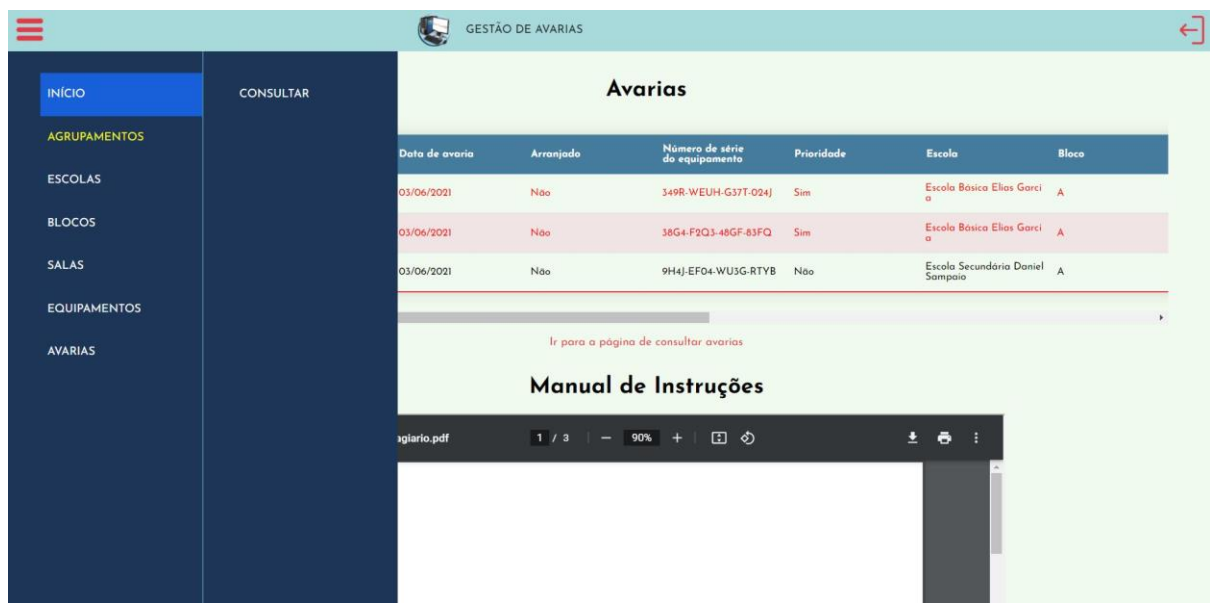 GESTÃO DE AVARIAS
INÍCIO
AGRUPAMENTOS
ESCOLAS
BLOCOS
SALAS
EQUIPAMENTOS
AVARIAS
CONSULTAR
Avarias
Data de avaria Arranjado Número de série do equipamento Prioridade Escola Bloco
03/06/2021 Não 349R-WEUH-G37T-024J Sim Escola Básica Elias Garci
a A
03/06/2021 Não 38G4-F2Q3-48GF-83FQ Sim Escola Básica Elias Garci
a A
03/06/2021 Não 9H4J-EF04-WU3G-RTYB Não Escola Secundária Daniel
Sampaio A
Ir para a página de consultar avarias
Manual de Instruções
agiario.pdf 1 / 3 90%